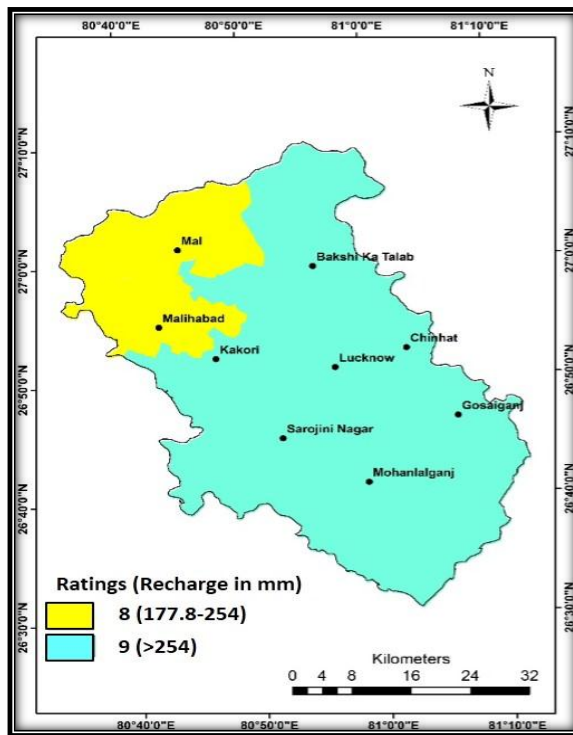 80°40'0"E 80°50'0"E 81°0'0"E 81°10'0"E
N
27°10'0"N 27°10'0"N
Mal
27°0'0"N 27°0'0"N
Bakshi Ka Talab
Malihabad
Chinhat
Kakori
Lucknow
26°50'0"N 26°50'0"N
Gosaiganj
Sarojini Nagar
Mohanlalganj
26°40'0"N 26°40'0"N
Ratings (Recharge in mm)
8 (177.8-254)
9 (>254)
26°30'0"N 26°30'0"N
Kilometers
0 2 4 8 16 24 32
80°40'0"E 80°50'0"E 81°0'0"E 81°10'0"E